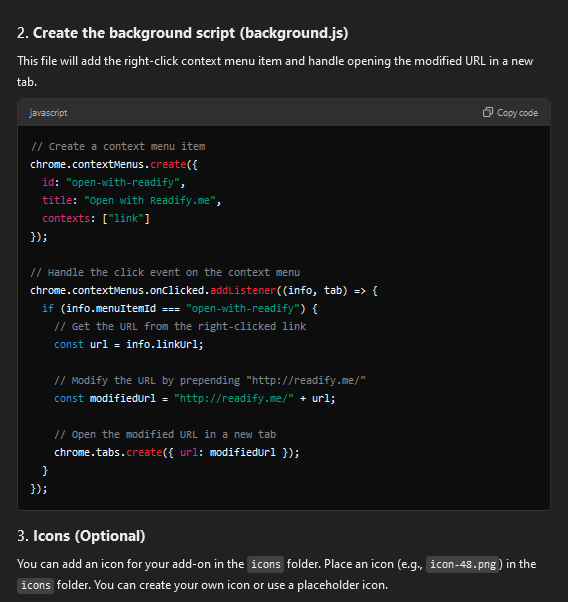 2. Create the background script (background.js)
This file will add the right-click context menu item and handle opening the modified URL in a new
tab.
javascript
Copy code
// Create a context menu item
chrome.contextMenus.create({
  id: "open-with-readify",
  title: "Open with Readify.me",
  contexts: ["link"]
});
// Handle the click event on the context menu
chrome.contextMenus.onClicked.addListener((info, tab) => {
  if (info.menuItemId === "open-with-readify") {
    // Get the URL from the right-clicked link
    const url = info.linkUrl;
    // Modify the URL by prepending "http://readify.me/"
    const modifiedUrl = "http://readify.me/" + url;
    // Open the modified URL in a new tab
    chrome.tabs.create({ url: modifiedUrl });
  }
});
3. Icons (Optional)
You can add an icon for your add-on in the icons folder. Place an icon (e.g., icon-48.png) in the
icons folder. You can create your own icon or use a placeholder icon.